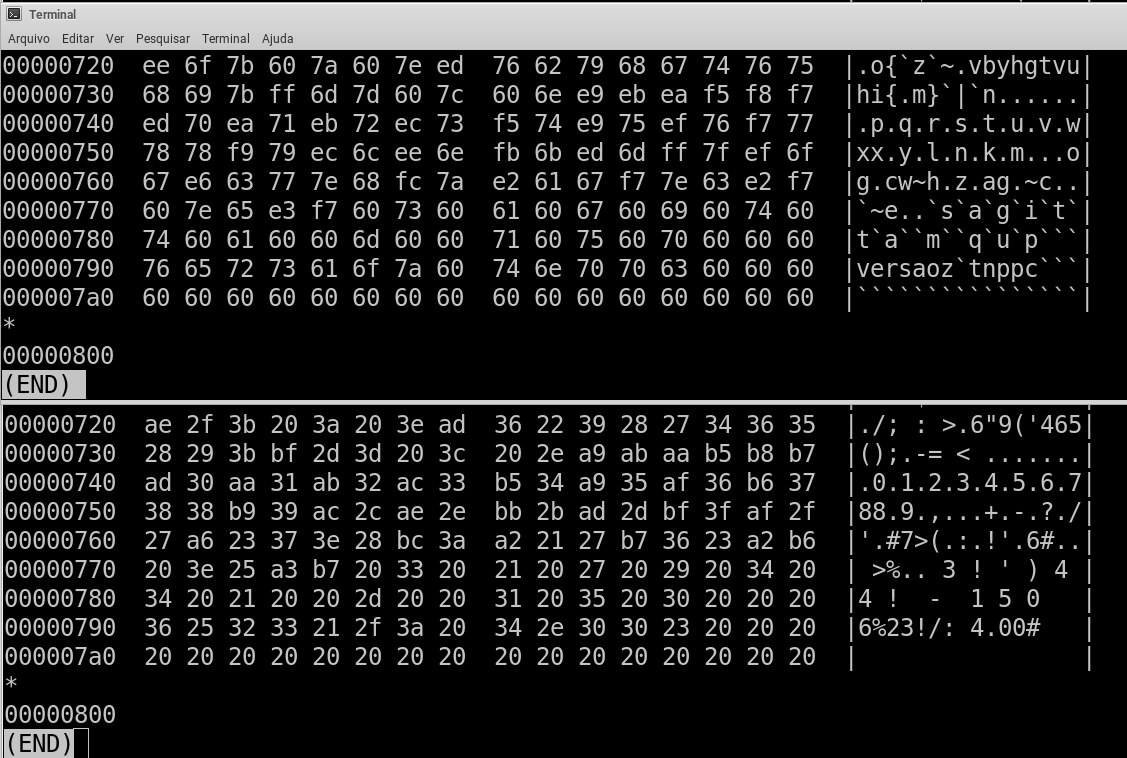 Terminal
Arquivo Editar Ver Pesquisar Terminal Ajuda
00000720  ee 6f 7b 60 7a 60 7e ed  76 62 79 68 67 74 76 75  |.o{`z`~.vbyhgtvu|
00000730  68 69 7b ff 6d 7d 60 7c  60 6e e9 eb ea f5 f8 f7  |hi{.m}`|`n......|
00000740  ed 70 ea 71 eb 72 ec 73  f5 74 e9 75 ef 76 f7 77  |.p.q.r.s.t.u.v.w|
00000750  78 78 f9 79 ec 6c ee 6e  fb 6b ed 6d ff 7f ef 6f  |xx.y.l.n.k.m...o|
00000760  67 e6 63 77 7e 68 fc 7a  e2 61 67 f7 7e 63 e2 f7  |g.cw~h.z.ag.~c..|
00000770  60 7e 65 e3 f7 60 73 60  61 60 67 60 69 60 74 60  |`~e..`s`a`g`i`t`|
00000780  74 60 61 60 60 6d 60 60  71 60 75 60 70 60 60 60  |t`a``m``q`u`p```|
00000790  76 65 72 73 61 6f 7a 60  74 6e 70 70 63 60 60 60  |versaoz`tnppc```|
000007a0  60 60 60 60 60 60 60 60  60 60 60 60 60 60 60 60  |````````````````|
*
00000800
(END)
00000720  ae 2f 3b 20 3a 20 3e ad  36 22 39 28 27 34 36 35  |./; : >.6"9('465|
00000730  28 29 3b bf 2d 3d 20 3c  20 2e a9 ab aa b5 b8 b7  |();.-= < .......|
00000740  ad 30 aa 31 ab 32 ac 33  b5 34 a9 35 af 36 b6 37  |.0.1.2.3.4.5.6.7|
00000750  38 38 b9 39 ac 2c ae 2e  bb 2b ad 2d bf 3f af 2f  |88.9.,...+.-.?./|
00000760  27 a6 23 37 3e 28 bc 3a  a2 21 27 b7 36 23 a2 b6  |'.#7>(.:.!'.6#..|
00000770  20 3e 25 a3 b7 20 33 20  21 20 27 20 29 20 34 20  | >%.. 3 ! ' ) 4 |
00000780  34 20 21 20 20 2d 20 20  31 20 35 20 30 20 20 20  |4 !  -  1 5 0   |
00000790  36 25 32 33 21 2f 3a 20  34 2e 30 30 23 20 20 20  |6%23!/: 4.00#   |
000007a0  20 20 20 20 20 20 20 20  20 20 20 20 20 20 20 20  |                |
*
00000800
(END)